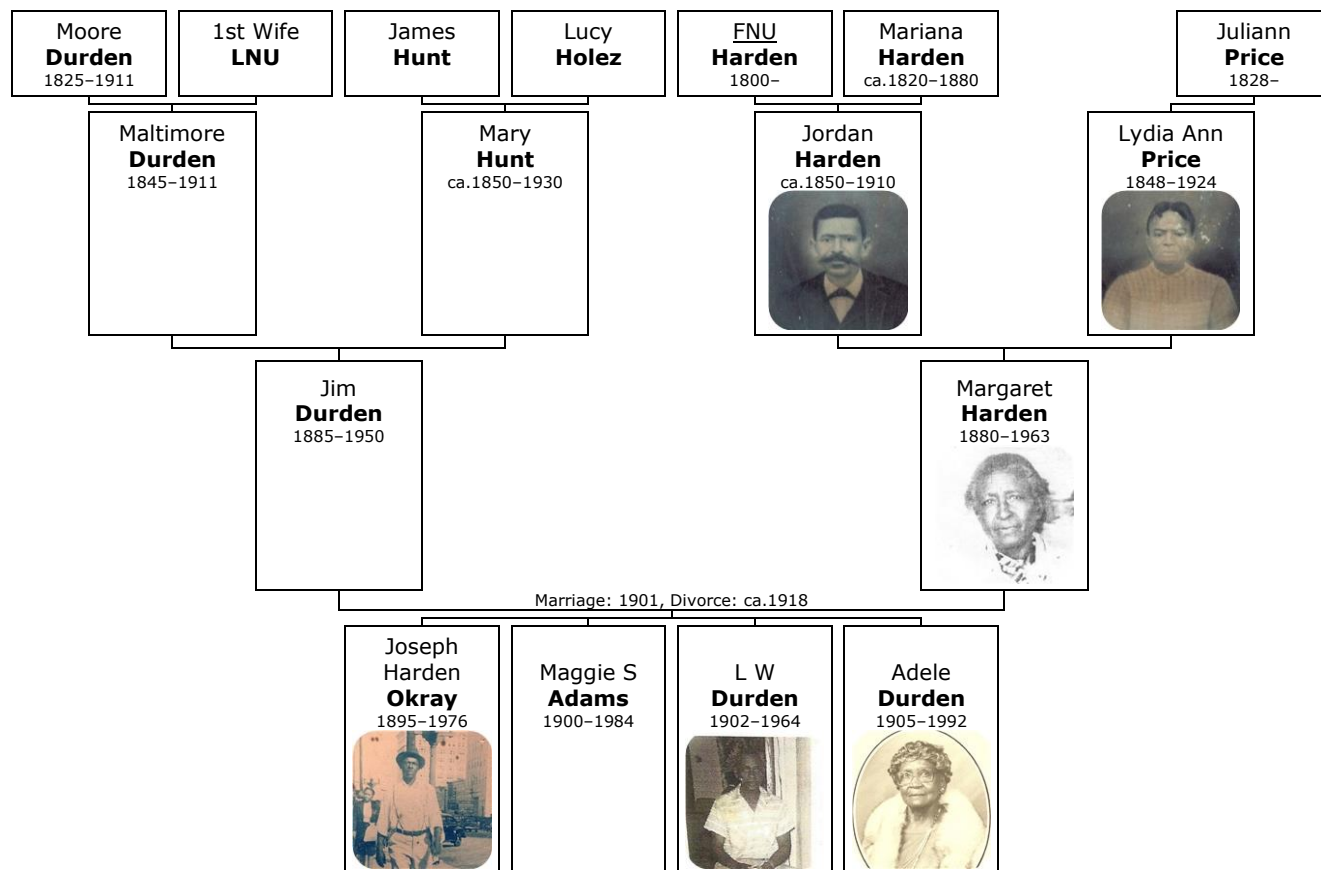 Moore
Durden
1825–1911
1st Wife
LNU
James
Hunt
Lucy
Holez
FNU
Harden
1800–
Mariana
Harden
ca.1820–1880
Juliann
Price
1828–
Maltimore
Durden
1845–1911
Mary
Hunt
ca.1850–1930
Jordan
Harden
ca.1850–1910
Lydia Ann
Price
1848–1924
Jim
Durden
1885–1950
Margaret
Harden
1880–1963
Marriage: 1901, Divorce: ca.1918
Joseph
Harden
Okray
1895–1976
Maggie S
Adams
1900–1984
L W
Durden
1902–1964
Adele
Durden
1905–1992